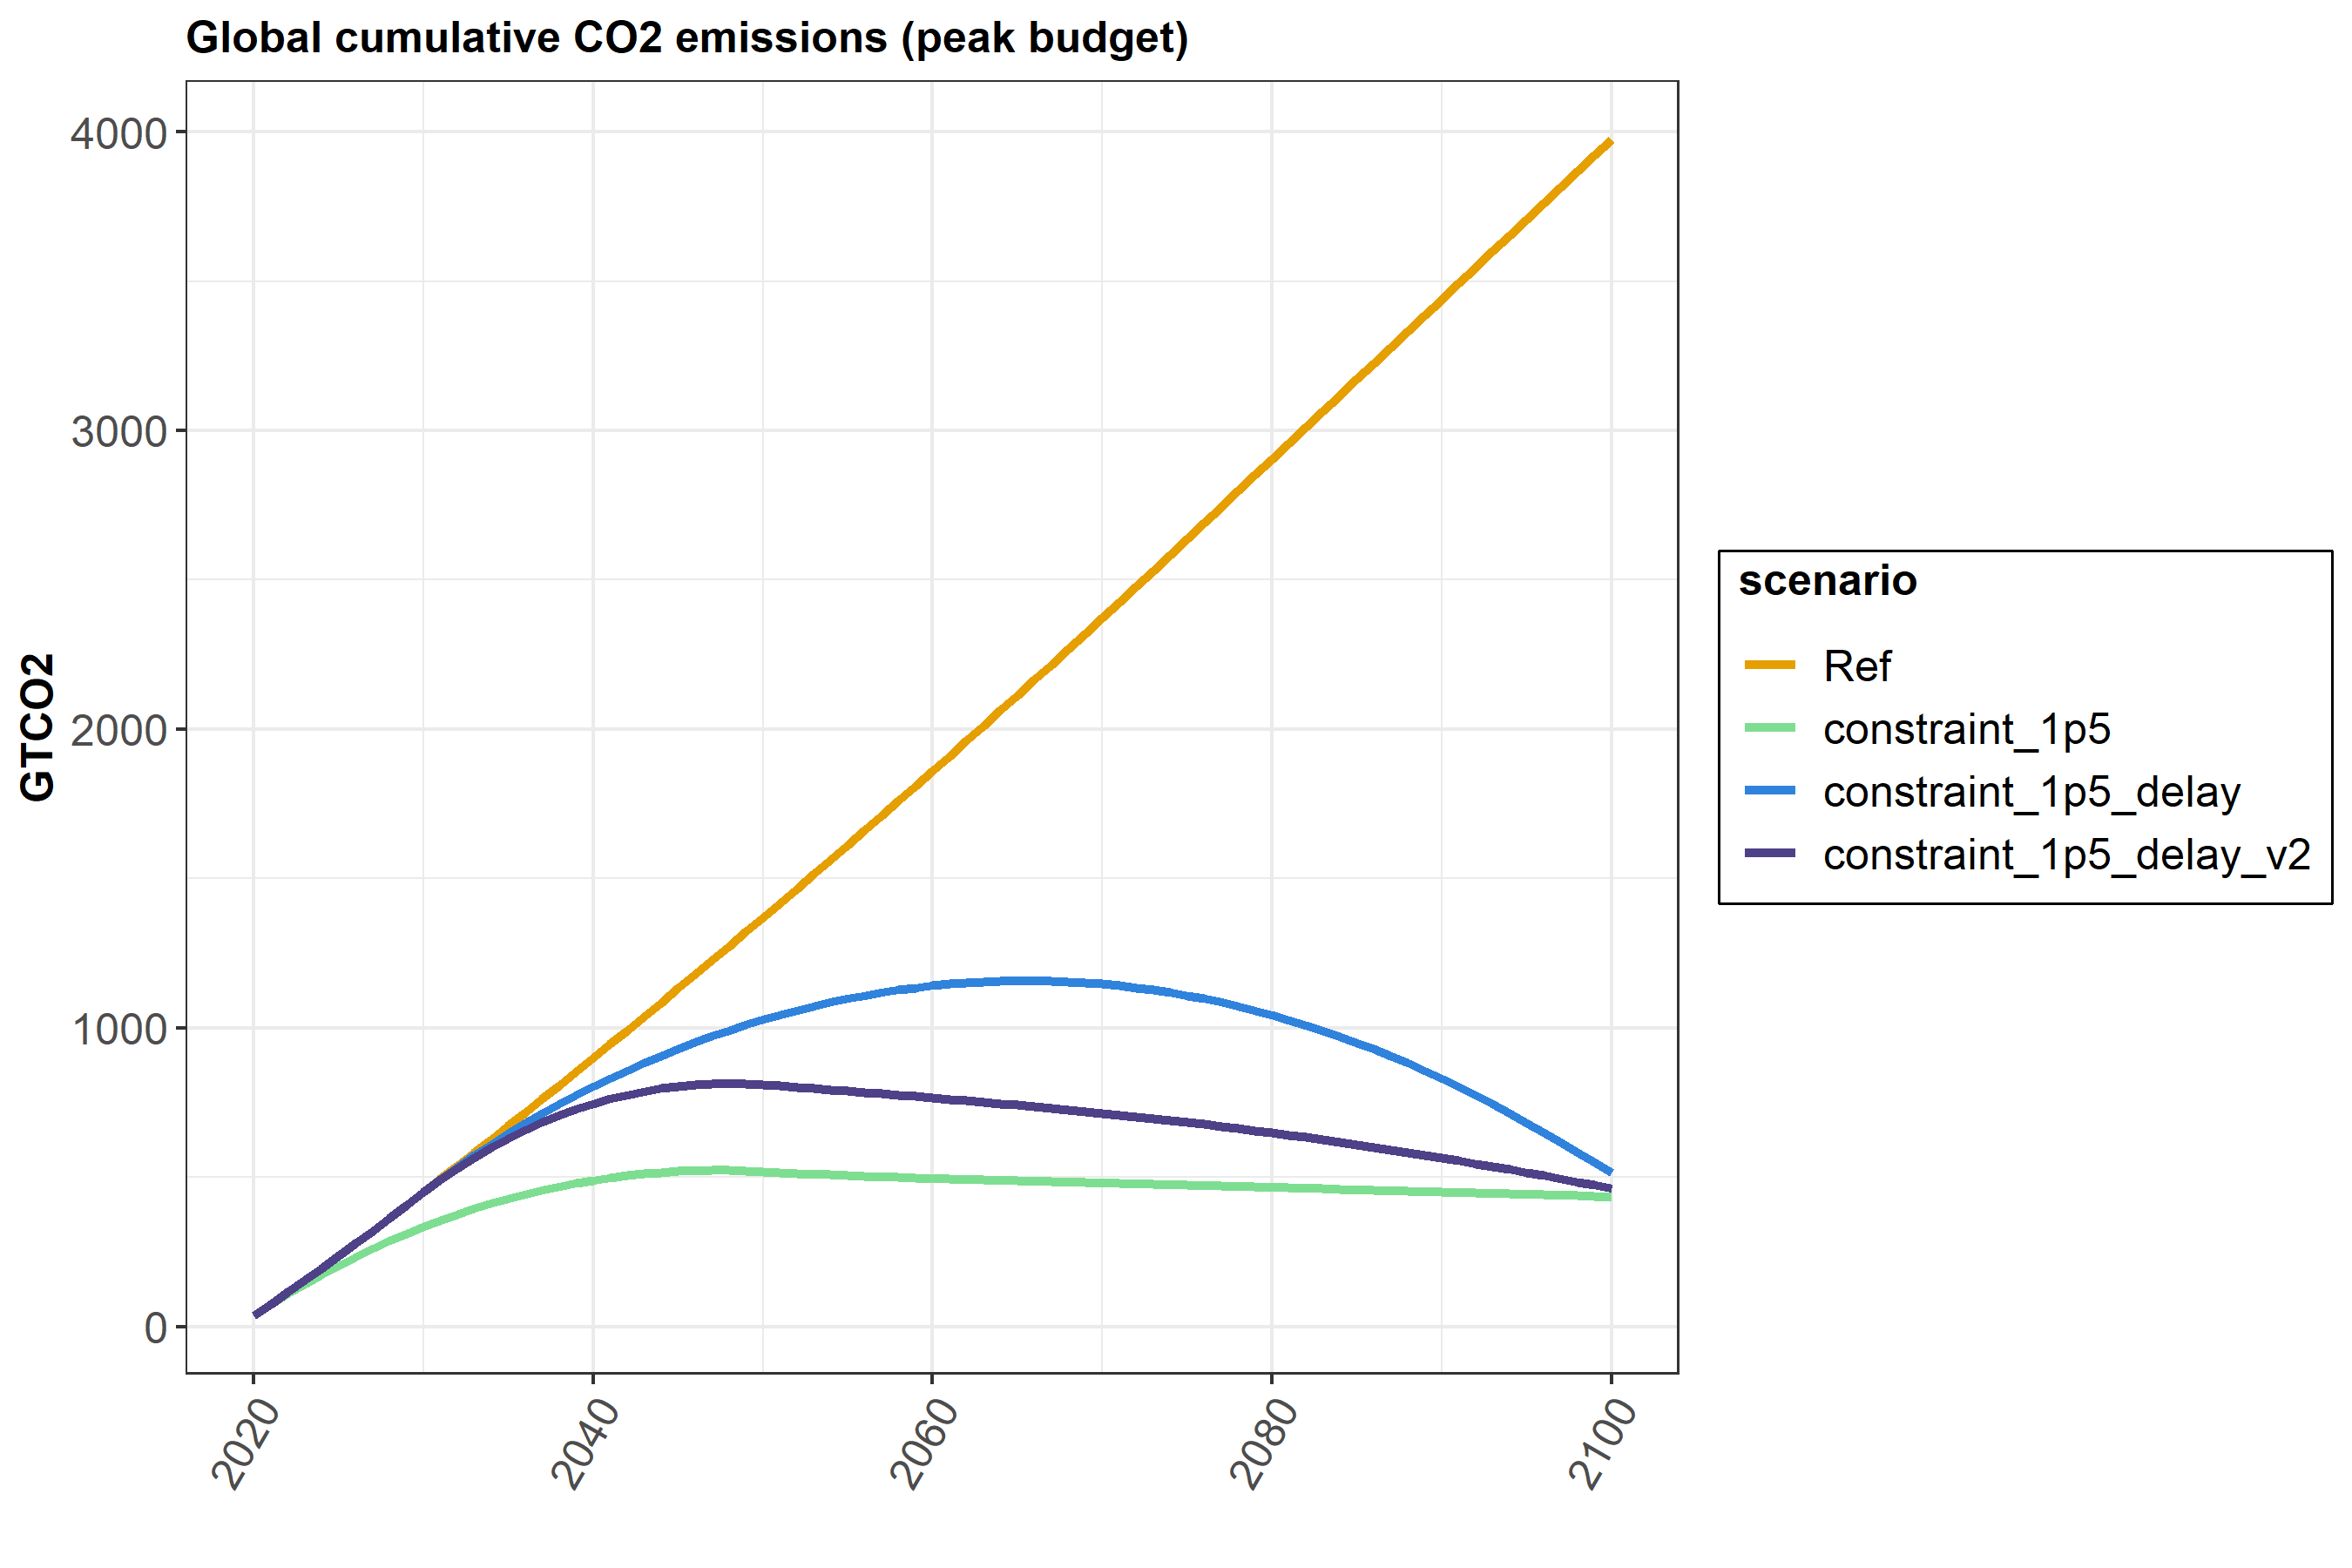 Global cumulative CO2 emissions (peak budget)
GTCO2
4000
3000
2000
1000
0
2020
2040
2060
2080
2100
scenario
Ref
constraint_1p5
constraint_1p5_delay
constraint_1p5_delay_v2